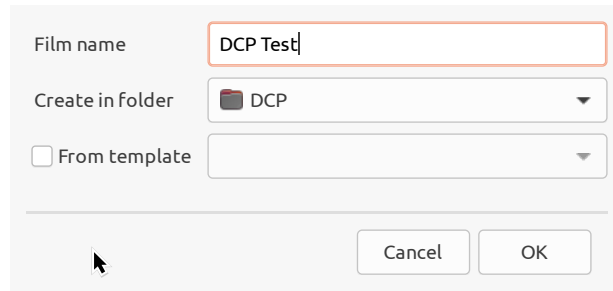 Film name DCP Test
Create in folder DCP
From template
Cancel OK